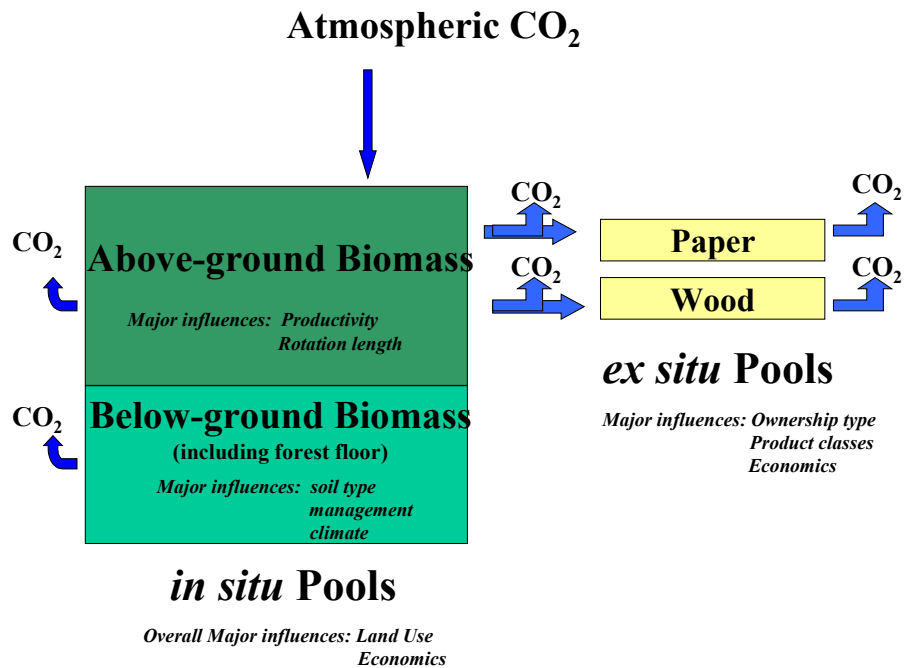 Atmospheric CO2
CO2
CO2
CO2
Above-ground Biomass
Major influences: Productivity
Rotation length
CO2
CO2
CO2
Paper
Wood
Below-ground Biomass
(including forest floor)
Major influences: soil type
management
climate
CO2
ex situ Pools
Major influences: Ownership type
Product classes
Economics
in situ Pools
Overall Major influences: Land Use
Economics